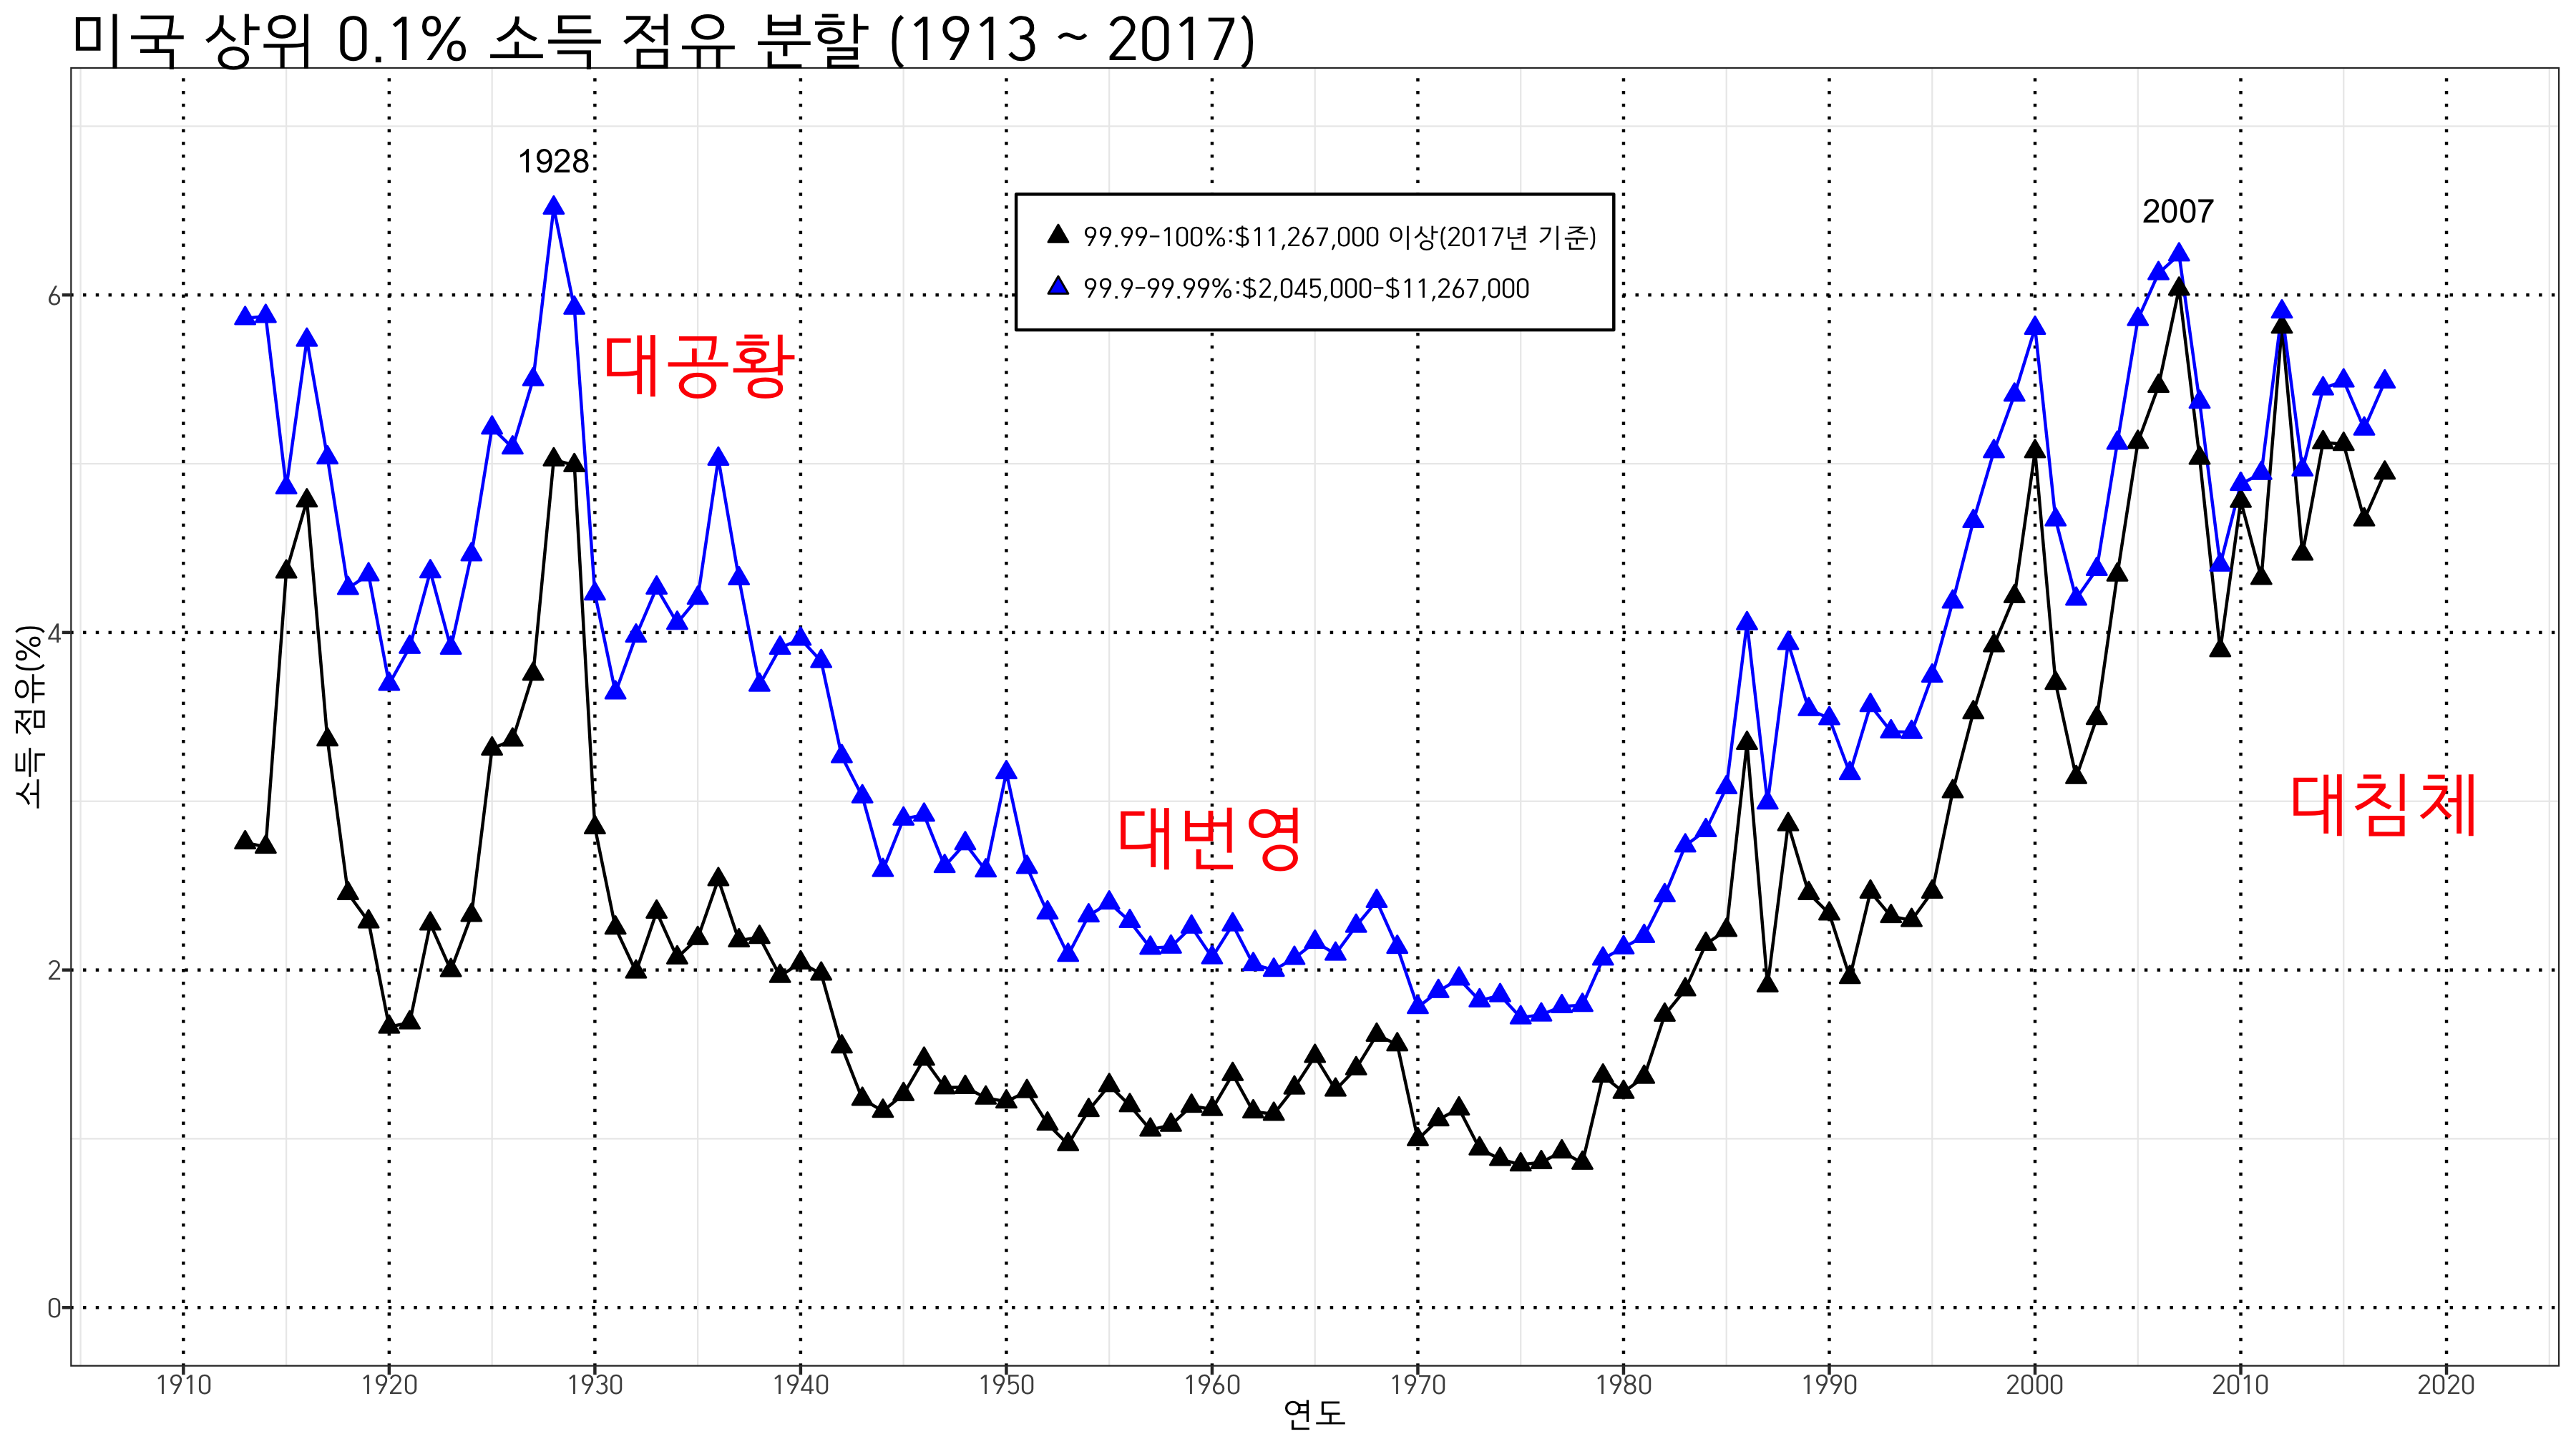 미국 상위 0.1% 소득 점유 분할 (1913 ~ 2017)
1928
2007
99.99-100%:$11,267,000 이상(2017년 기준)
99.9-99.99%:$2,045,000-$11,267,000
대공황
대번영
대침체
소득 점유(%)
6
4
2
0
1910 1920 1930 1940 1950 1960 1970 1980 1990 2000 2010 2020
연도